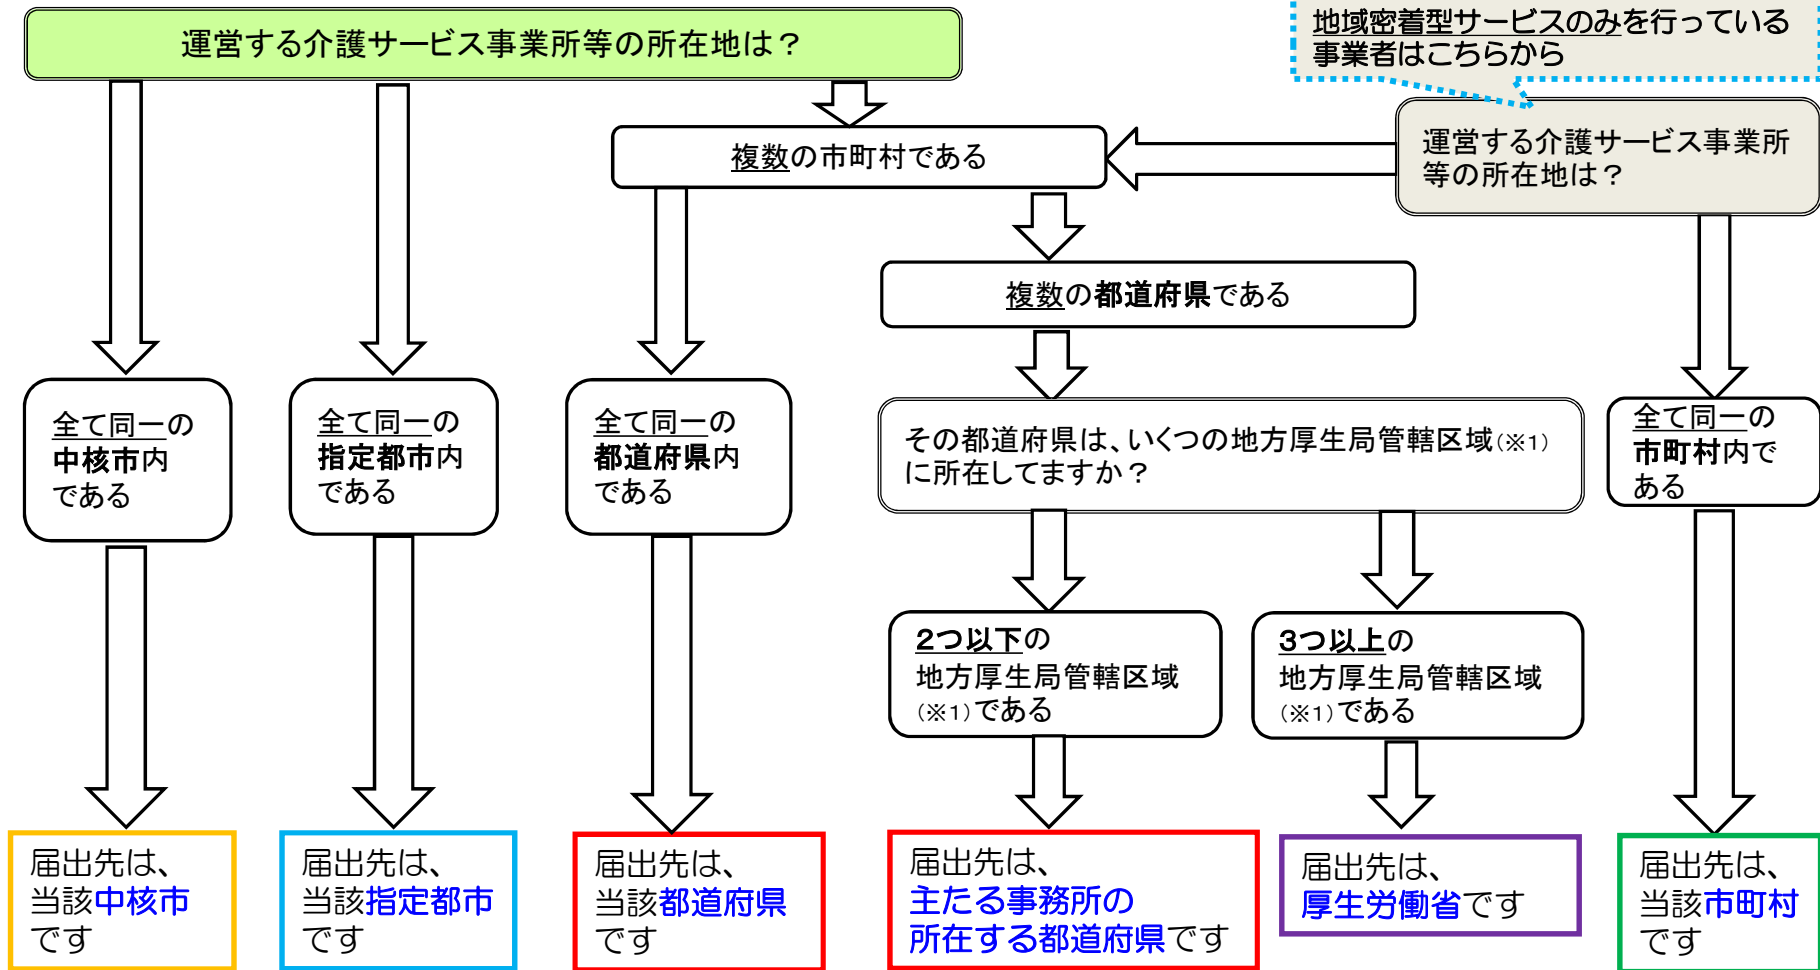 運営する介護サービス事業所等の所在地は？
地域密着型サービスのみを行っている
事業者はこちらから
複数の市町村である
運営する介護サービス事業所
等の所在地は？
複数の都道府県である
全て同一の
中核市内
である
全て同一の
指定都市内
である
全て同一の
都道府県内
である
その都道府県は、いくつの地方厚生局管轄区域(※1)
に所在してますか？
全て同一の
市町村内で
ある
2つ以下の
地方厚生局管轄区域
(※1)である
3つ以上の
地方厚生局管轄区域
(※1)である
届出先は、
当該中核市
です
届出先は、
当該指定都市
です
届出先は、
当該都道府県
です
届出先は、
主たる事務所の
所在する都道府県です
届出先は、
厚生労働省です
届出先は、
当該市町村
です